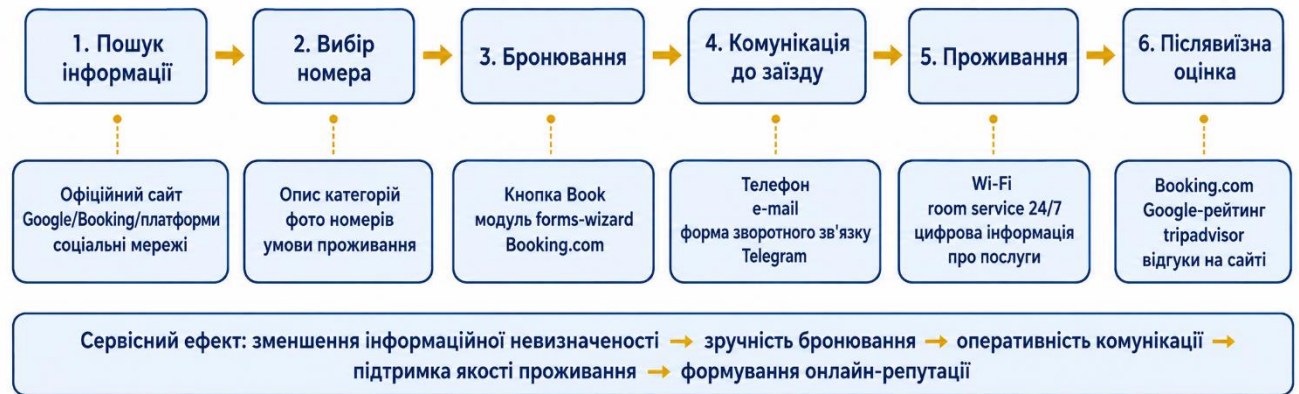 1. Пошук
інформації
2. Вибір
номера
3. Бронювання
4. Комунікація
до заїзду
5. Проживання
6. Післявиїзна
оцінка
Офіційний сайт
Google/Booking/платформи
соціальні мережі
Опис категорій
фото номерів
умови проживання
Кнопка Book
модуль forms-wizard
Booking.com
Телефон
e-mail
форма зворотного зв'язку
Telegram
Wi-Fi
room service 24/7
цифрова інформація
про послуги
Booking.com
Google-рейтинг
tripadvisor
відгуки на сайті
Сервісний ефект: зменшення інформаційної невизначеності → зручність бронювання → оперативність комунікації →
підтримка якості проживання → формування онлайн-репутації